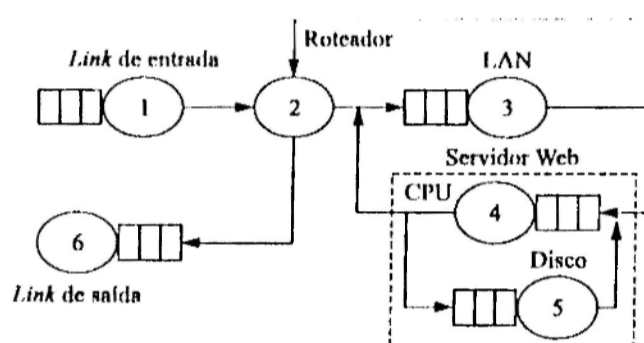 Roteador
Link de entrada
LAN
1
2
3
Servidor Web
CPU
4
6
Disco
5
Link de saída